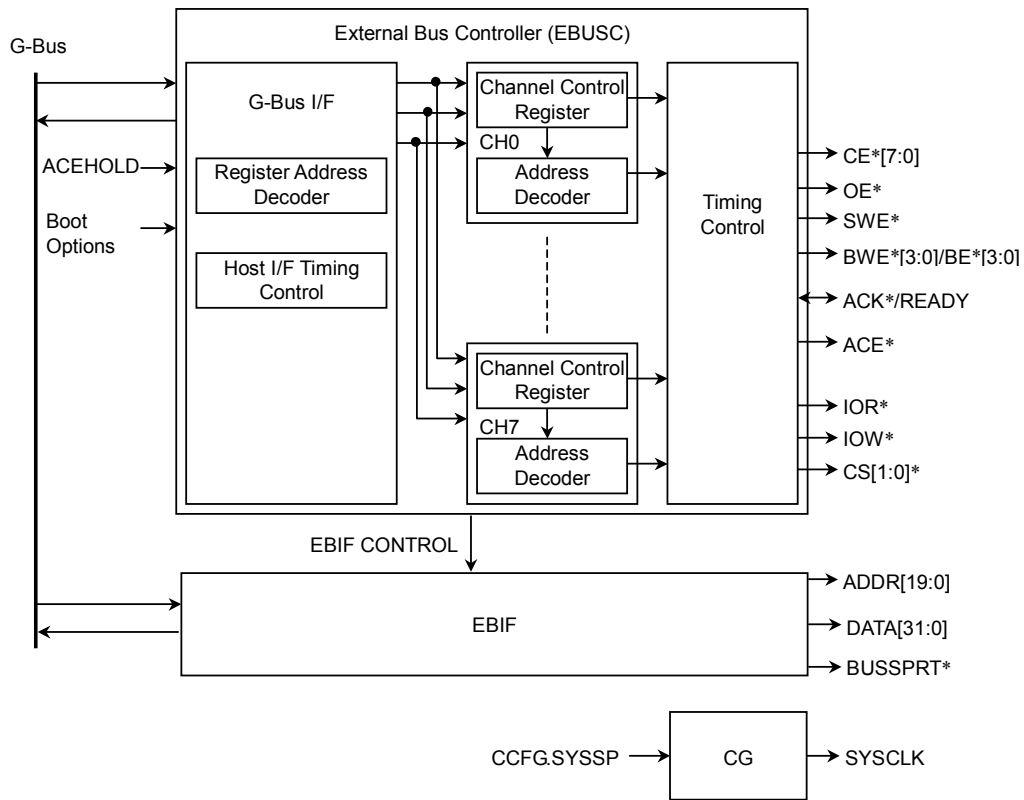 External Bus Controller (EBUSC)
G-Bus
G-Bus I/F
Channel Control
Register
CH0
Address
Decoder
ACEHOLD
Register Address
Decoder
Boot
Options
Host I/F Timing
Control
Timing
Control
CE*[7:0]
OE*
SWE*
BWE*[3:0]/BE*[3:0]
ACK*/READY
ACE*
Channel Control
Register
CH7
Address
Decoder
IOR*
IOW*
CS[1:0]*
EBIF CONTROL
EBIF
ADDR[19:0]
DATA[31:0]
BUSSPRT*
CCFG.SYSSP
CG
SYSCLK